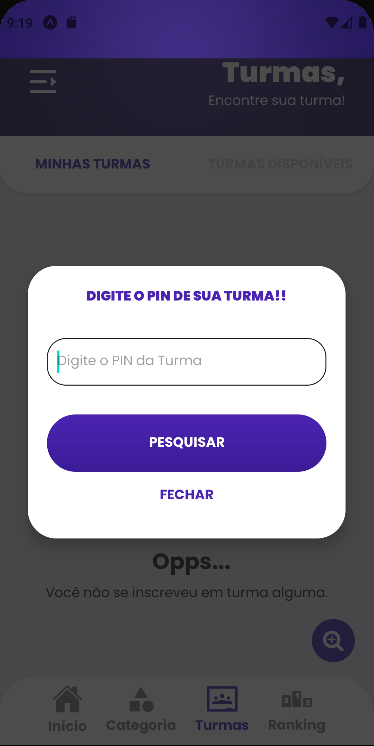 9:19
Turmas,
Encontre sua turma!
MINHAS TURMAS
TURMAS DISPONÍVEIS
DIGITE O PIN DE SUA TURMA!!
Digite o PIN da Turma
PESQUISAR
FECHAR
Opps...
Você não se inscreveu em turma alguma.
Início
Categoria
Turmas
Ranking